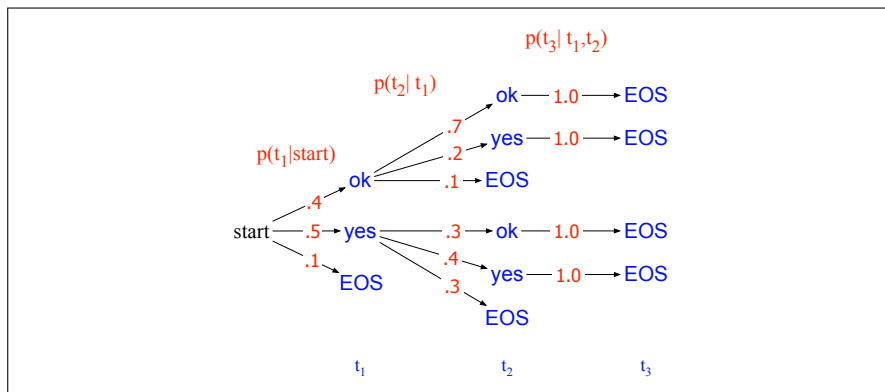 p(t₃| t₁,t₂)
p(t₂| t₁)
ok 1.0 EOS
.7
yes 1.0 EOS
.2
p(t₁|start)
ok .1 EOS
.4
start .5 yes .3 ok 1.0 EOS
.1 .4
EOS yes 1.0 EOS
.3
EOS
t₁ t₂ t₃